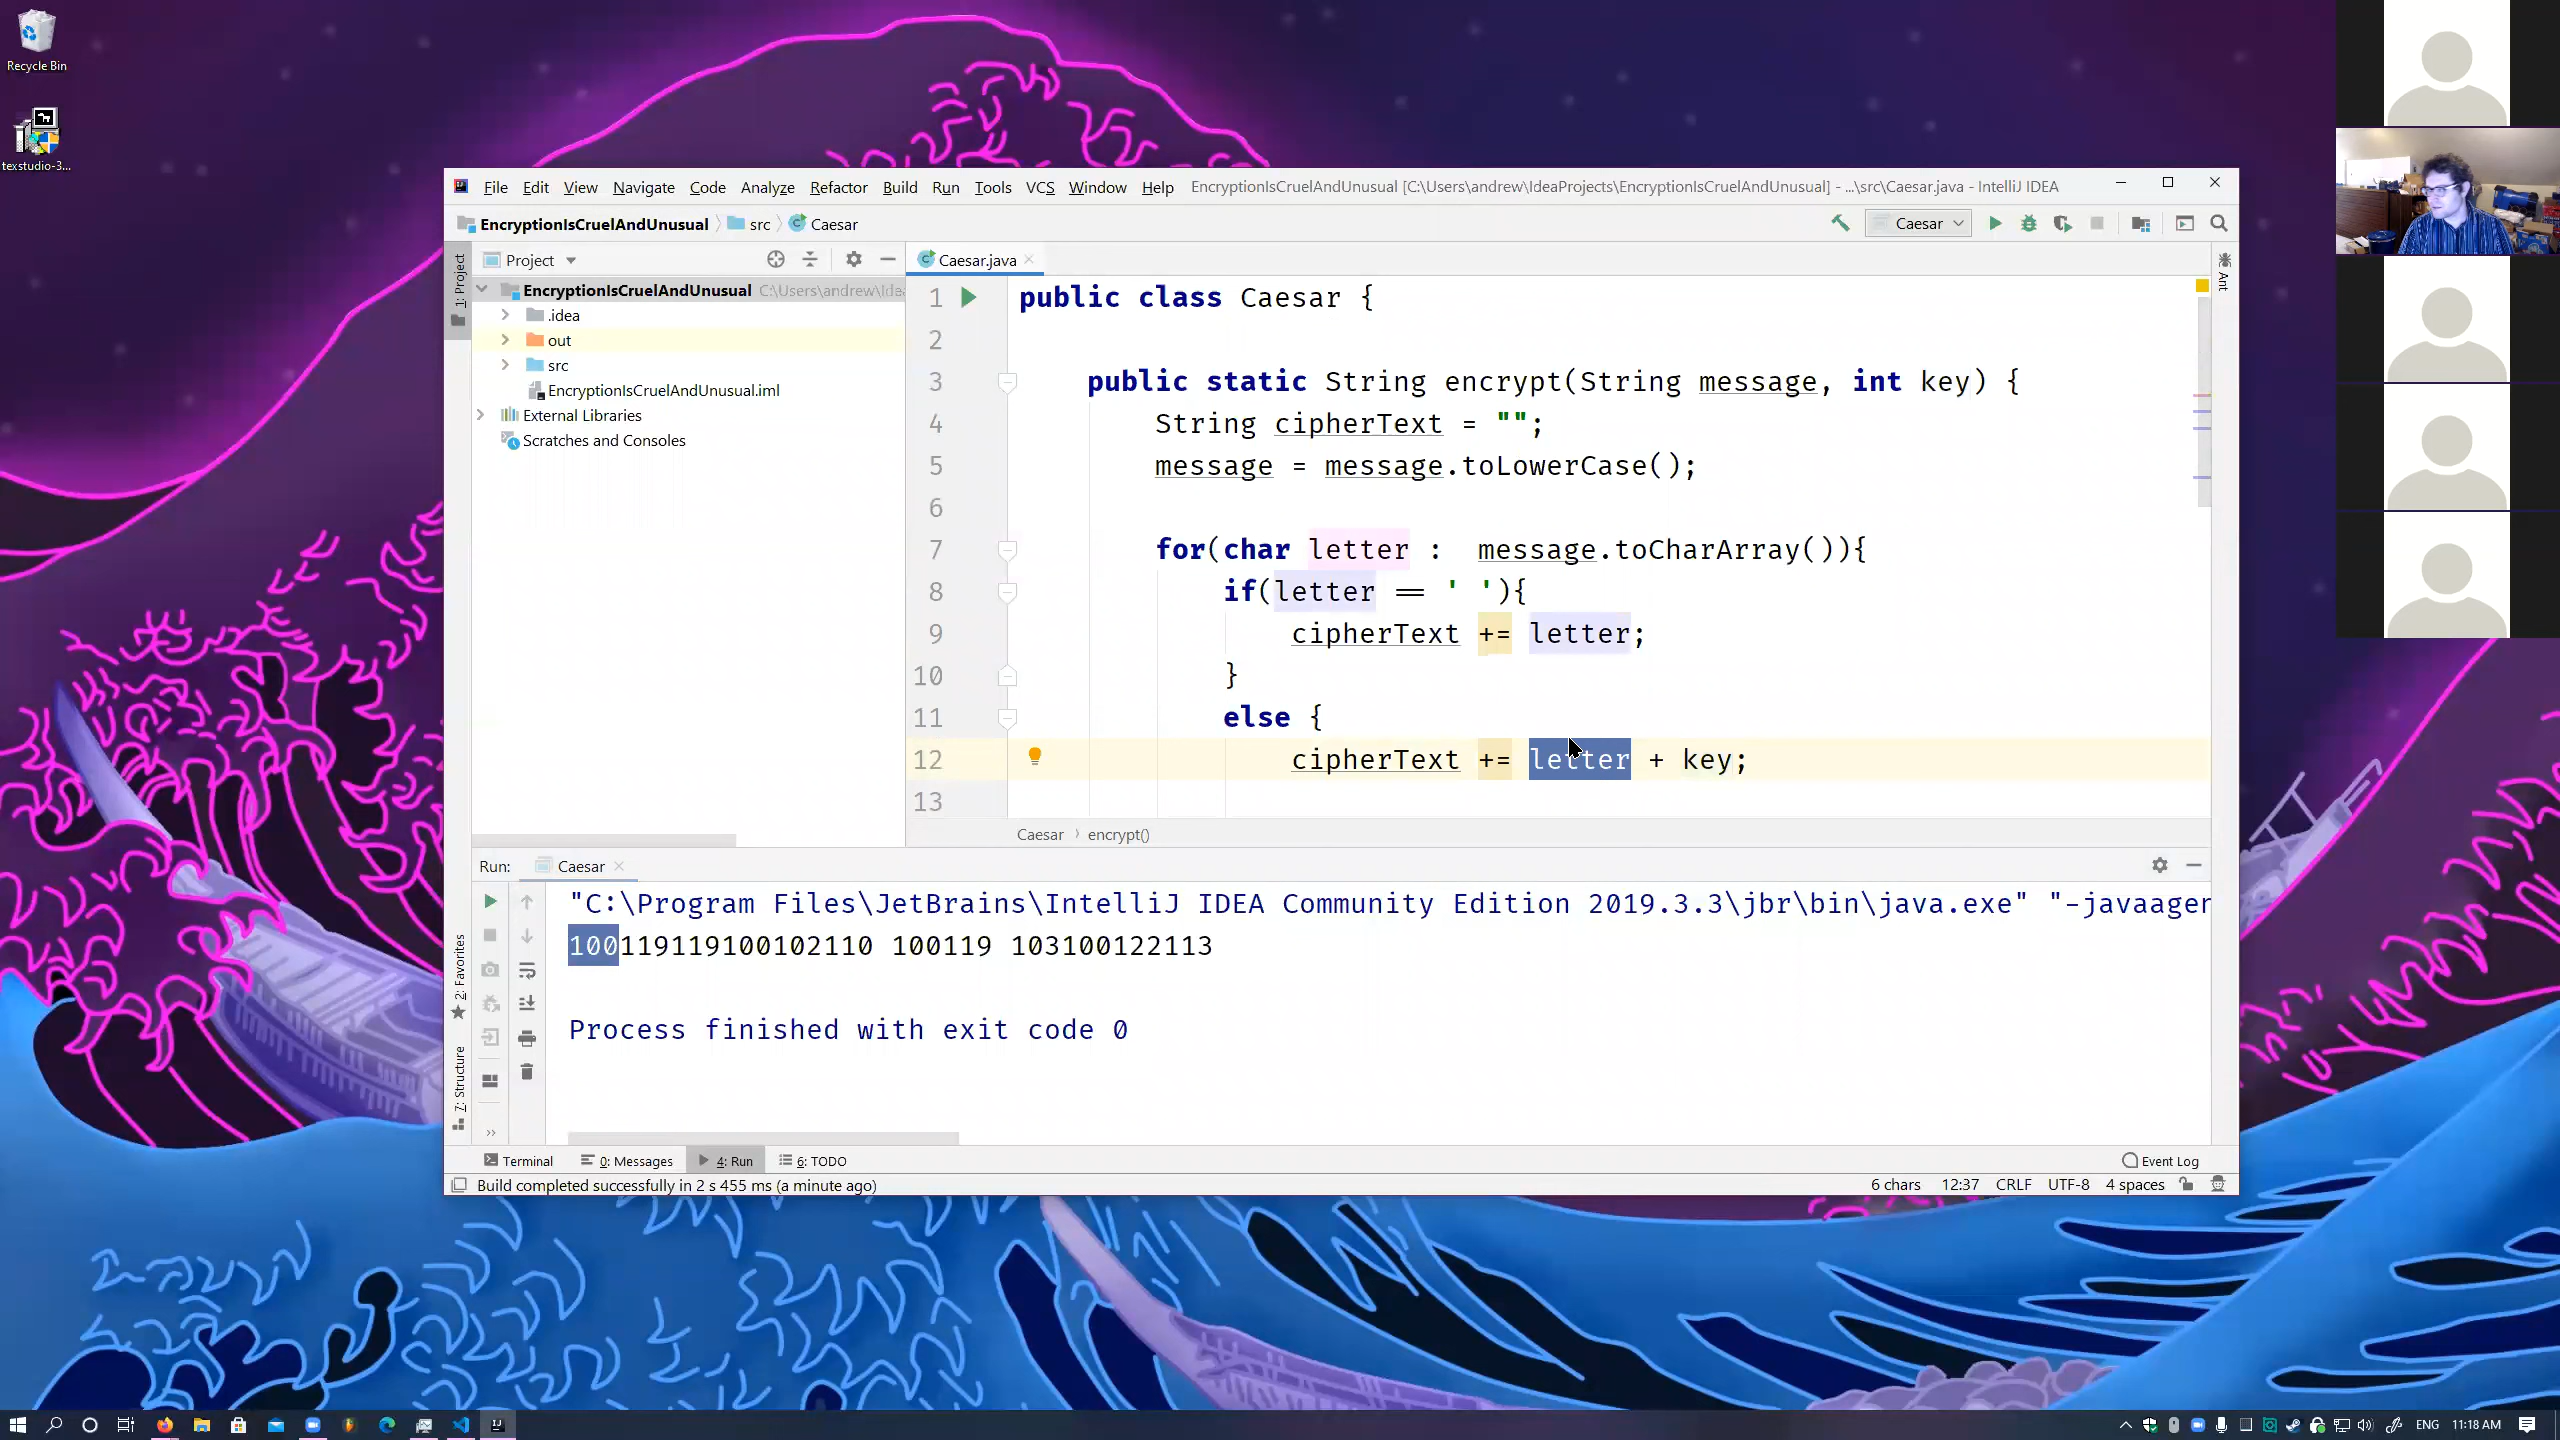 Recycle Bin
texstudio-3...
File Edit View Navigate Code Analyze Refactor Build Run Tools VCS Window Help EncryptionIsCruelAndUnusual [C:\Users\andrew\IdeaProjects\EncryptionIsCruelAndUnusual] - ...\src\Caesar.java - IntelliJ IDEA
EncryptionIsCruelAndUnusual src Caesar
Caesar
1: Project
Project
EncryptionIsCruelAndUnusual C:\Users\andrew\Idea
.idea
out
src
EncryptionIsCruelAndUnusual.iml
External Libraries
Scratches and Consoles
Caesar.java
Ant
1 public class Caesar {
2
3 public static String encrypt(String message, int key) {
4 String cipherText = "";
5 message = message.toLowerCase();
6
7 for(char letter :  message.toCharArray()){
8 if(letter == ' '){
9 cipherText += letter;
10 }
11 else {
12 cipherText += letter + key;
13
Caesar encrypt()
Run: Caesar
"C:\Program Files\JetBrains\IntelliJ IDEA Community Edition 2019.3.3\jbr\bin\java.exe" "-javaagen
100119119100102110 100119 103100122113
Process finished with exit code 0
2: Favorites
7: Structure
Terminal 0: Messages 4: Run 6: TODO Event Log
Build completed successfully in 2 s 455 ms (a minute ago) 6 chars 12:37 CRLF UTF-8 4 spaces
ENG 11:18 AM